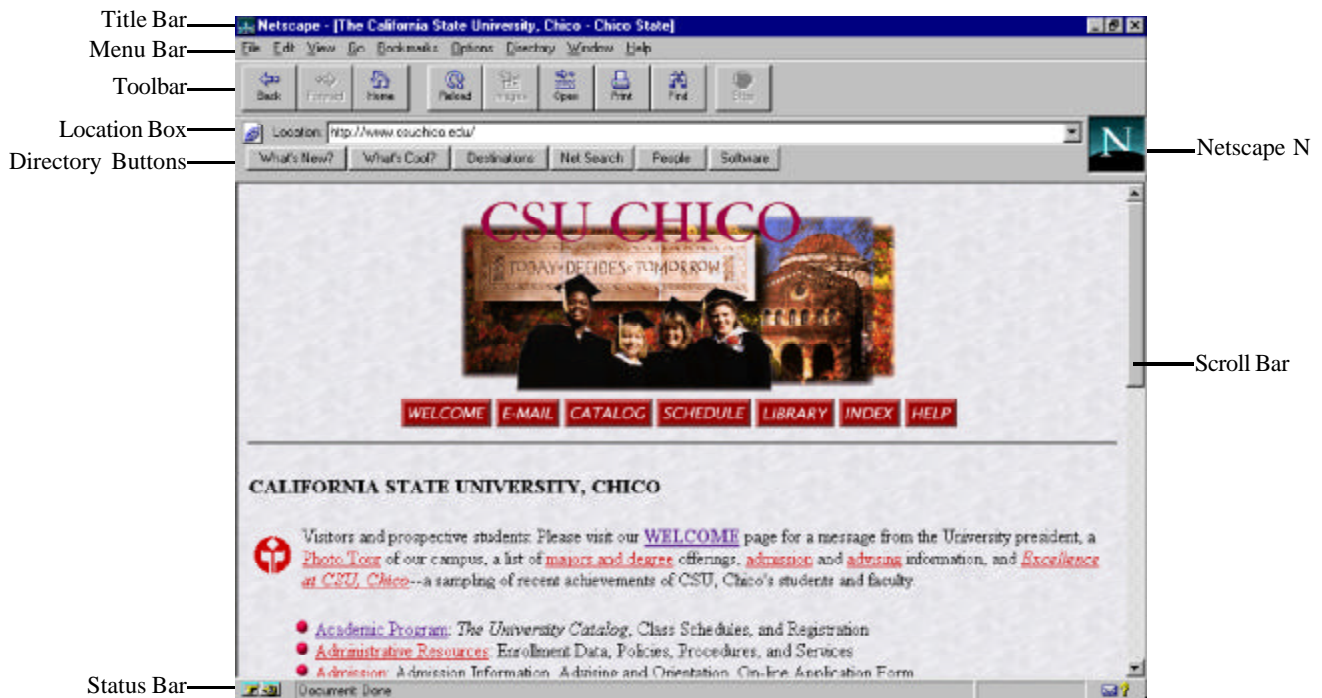 Title Bar
Netscape - [The California State University, Chico - Chico State]
Menu Bar
File Edit View Go Bookmarks Options Directory Window Help
Toolbar
Back Forward Home Reload Images Open Print Find Stop
Location Box
Location: http://www.csuchico.edu/
Netscape N
N
Directory Buttons
What's New? What's Cool? Destinations Net Search People Software
CSU CHICO
TODAY·DECIDES·TOMORROW
Scroll Bar
WELCOME E-MAIL CATALOG SCHEDULE LIBRARY INDEX HELP
CALIFORNIA STATE UNIVERSITY, CHICO
Visitors and prospective students: Please visit our WELCOME page for a message from the University president, a
Photo Tour of our campus, a list of majors and degree offerings, admission and advising information, and Excellence
at CSU, Chico--a sampling of recent achievements of CSU, Chico's students and faculty.
Academic Program: The University Catalog, Class Schedules, and Registration
Administrative Resources: Enrollment Data, Policies, Procedures, and Services
Admission: Admission Information, Advising and Orientation, On-line Application Form
Status Bar
Document: Done